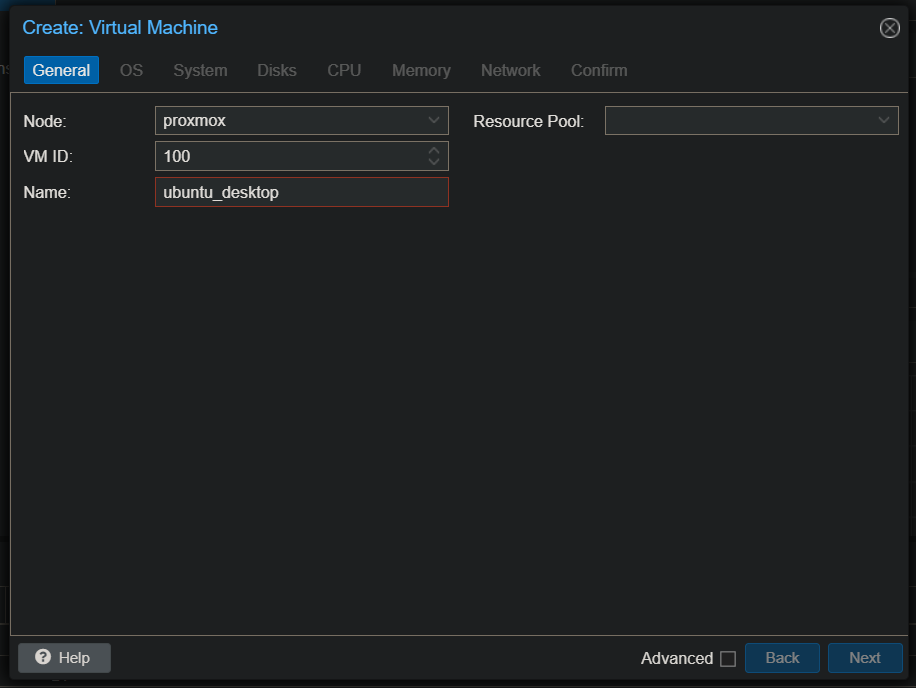 Create: Virtual Machine
General OS System Disks CPU Memory Network Confirm
Node: proxmox Resource Pool:
VM ID: 100
Name: ubuntu_desktop
Help Advanced Back Next